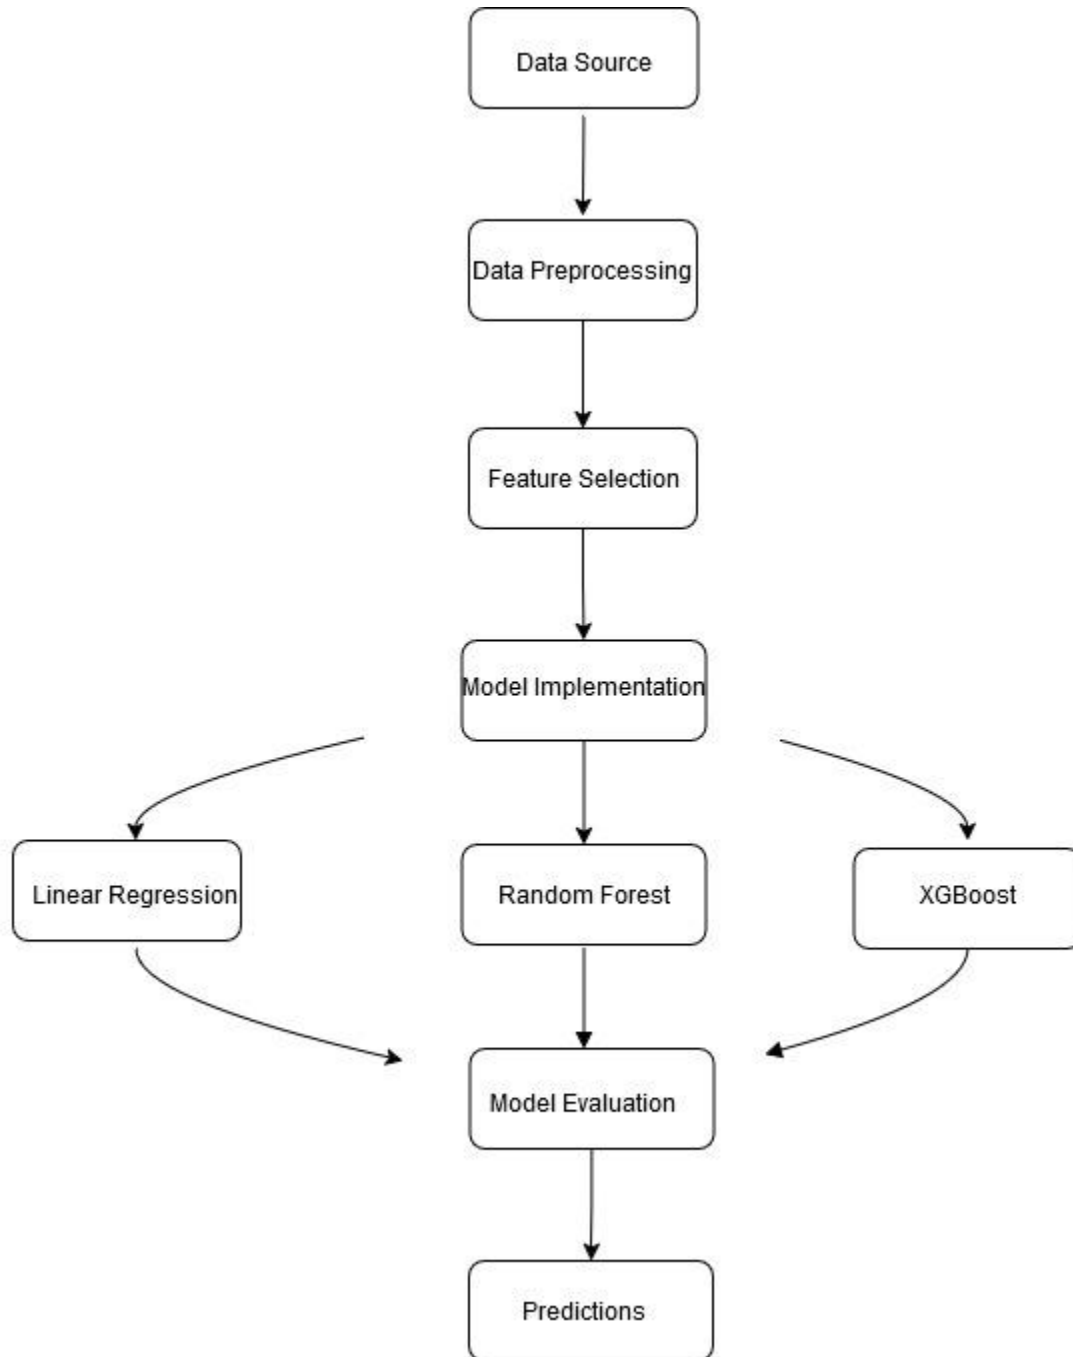 Data Source
Data Preprocessing
Feature Selection
Model Implementation
Linear Regression
Random Forest
XGBoost
Model Evaluation
Predictions